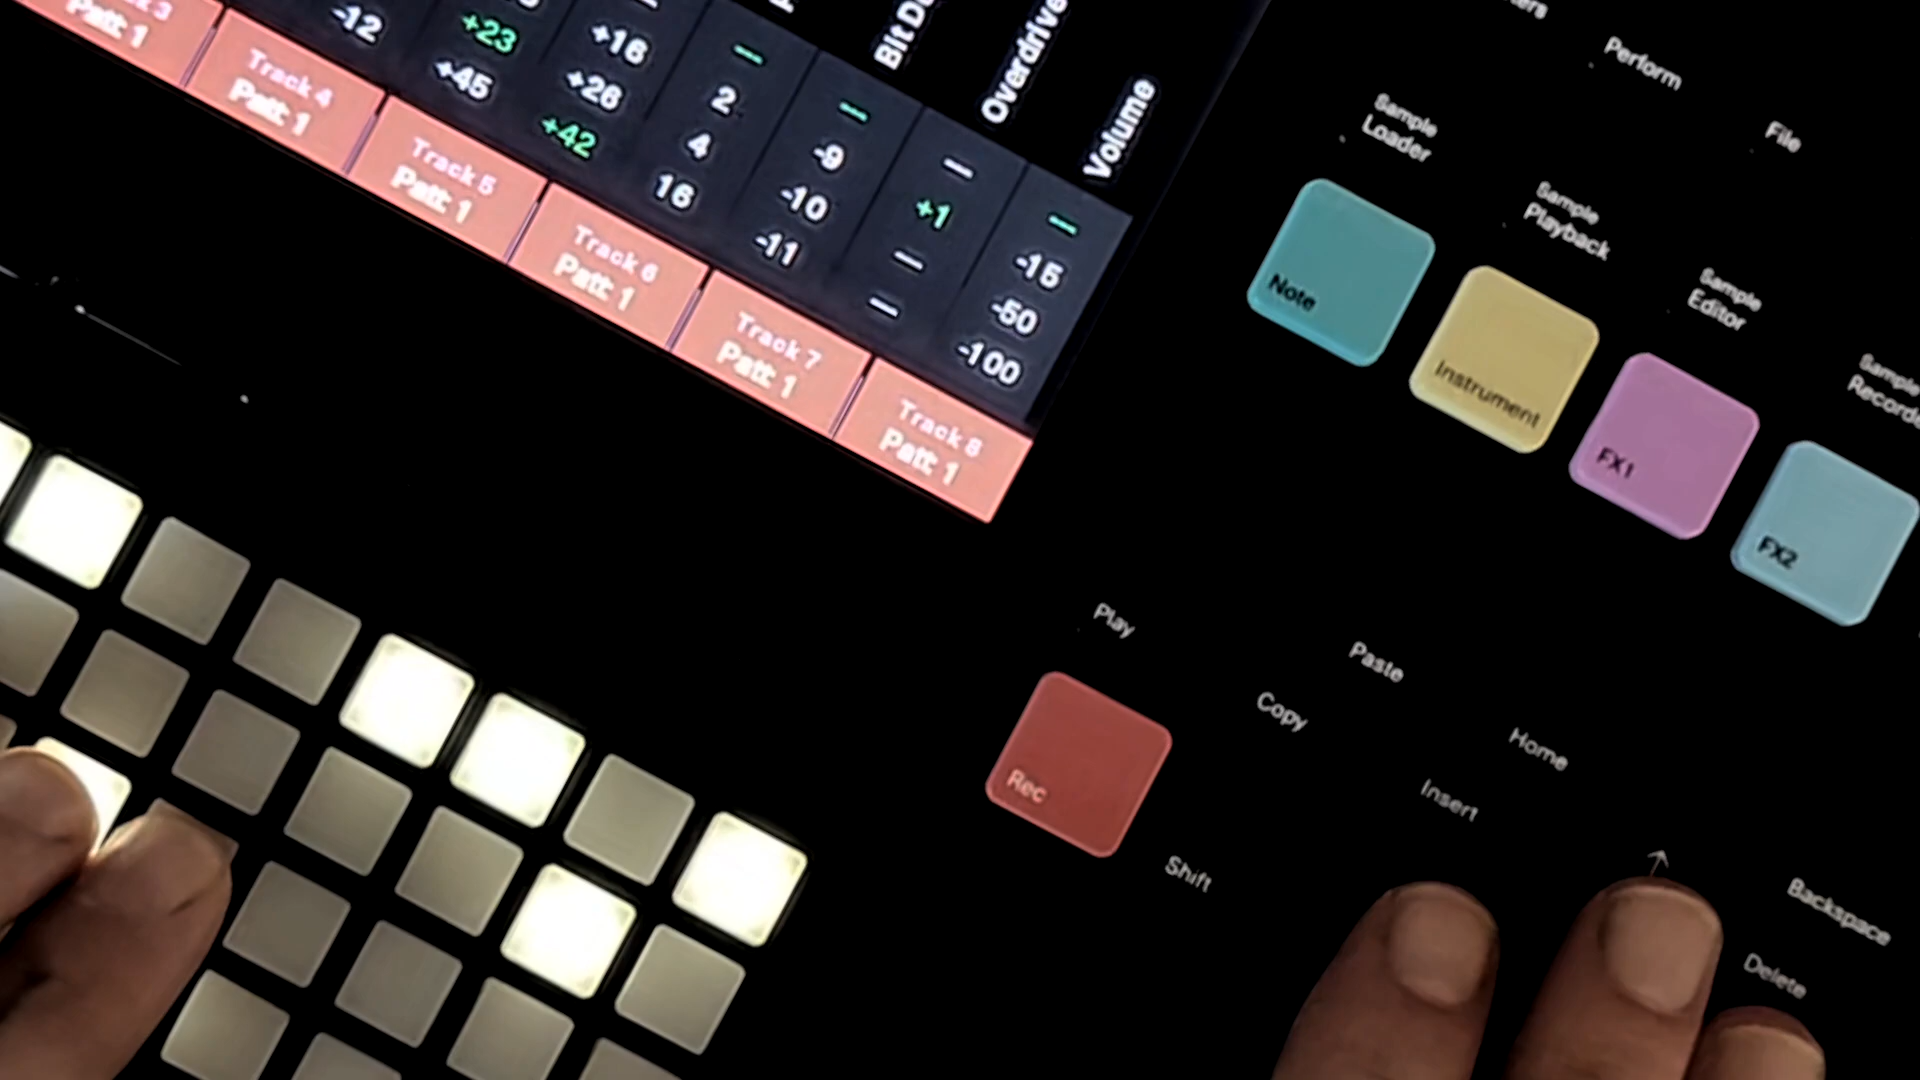 -12
+23
+45
+16
+26
+42
—
2
4
16
—
-9
-10
-11
—
+1
—
—
—
-15
-50
-100
Overdrive
Volume
Patt 1
Track 4
Patt 1
Track 5
Patt 1
Track 6
Patt 1
Track 7
Patt 1
Track 8
Patt 1
Perform
File
Sample
Loader
Sample
Playback
Sample
Editor
Sample
Note
Instrument
FX1
FX2
Play
Rec
Paste
Copy
Home
Insert
Shift
↑
Backspace
Delete